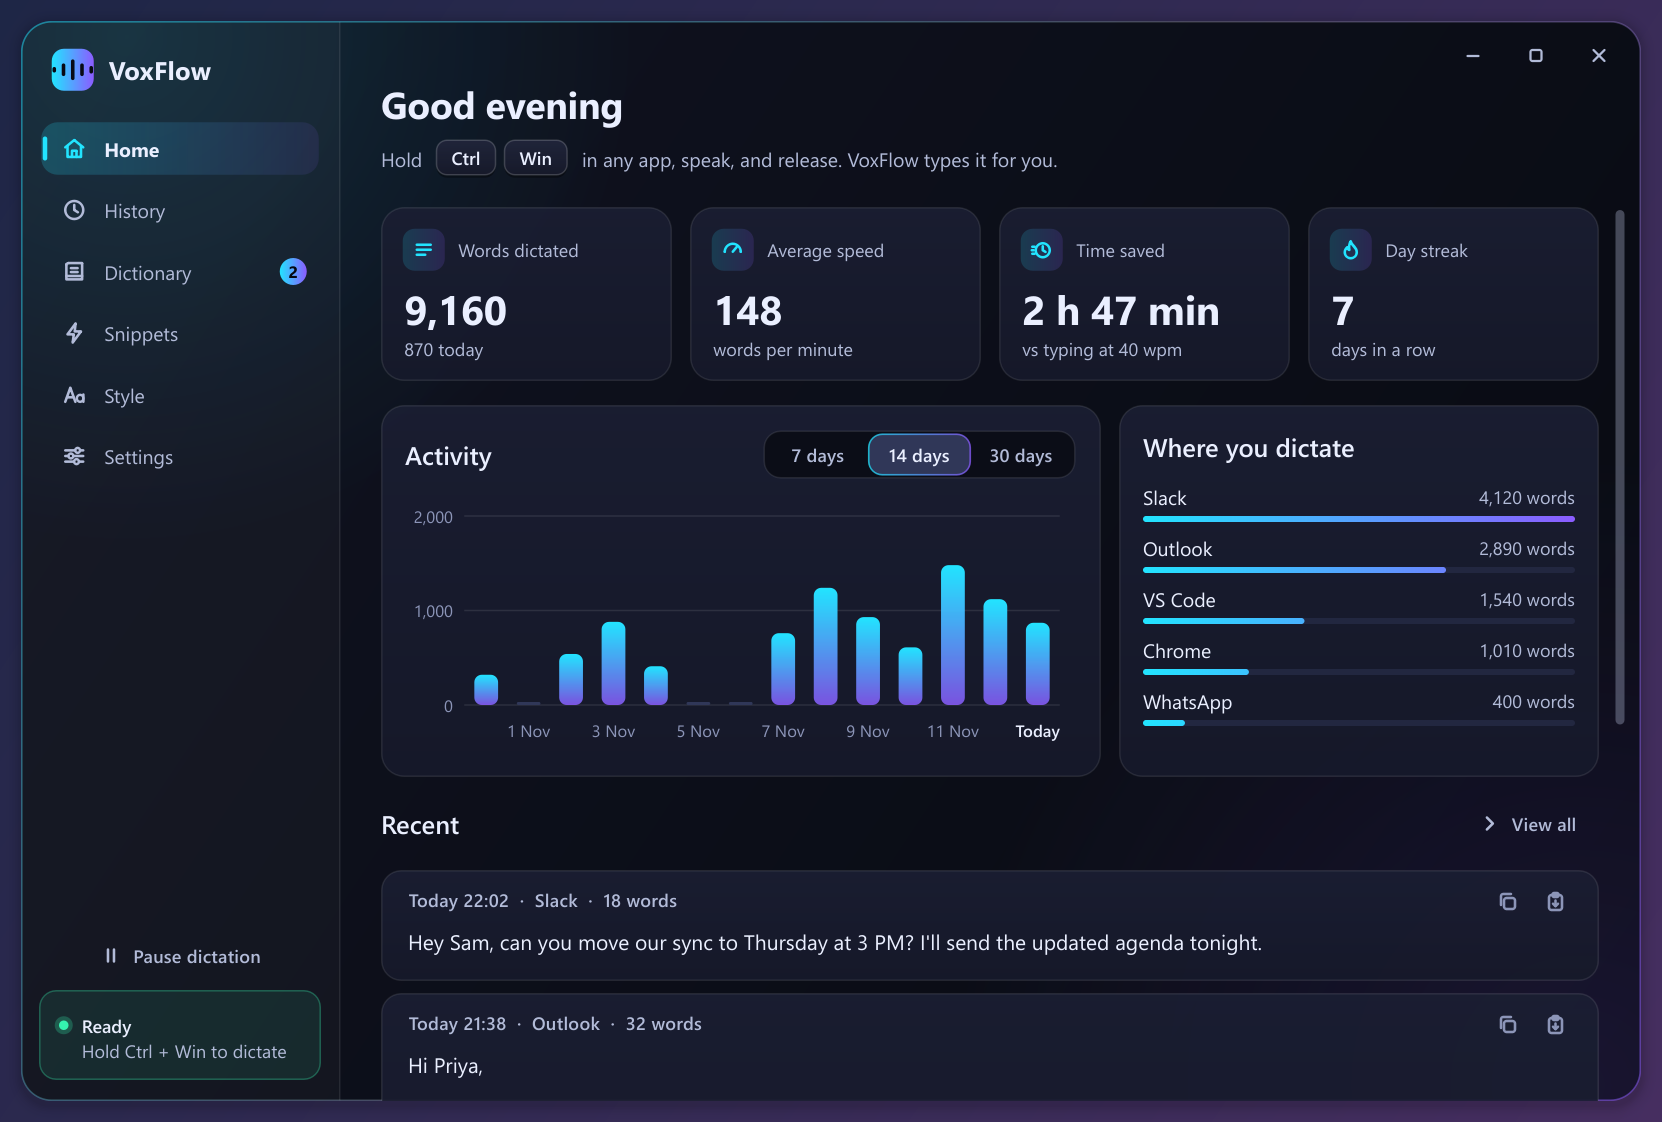 VoxFlow
Home
History
Dictionary
2
Snippets
Style
Settings
Pause dictation
Ready
Hold Ctrl + Win to dictate
Good evening
Hold Ctrl Win in any app, speak, and release. VoxFlow types it for you.
Words dictated
9,160
870 today
Average speed
148
words per minute
Time saved
2 h 47 min
vs typing at 40 wpm
Day streak
7
days in a row
Activity
7 days
14 days
30 days
2,000
1,000
0
1 Nov
3 Nov
5 Nov
7 Nov
9 Nov
11 Nov
Today
Where you dictate
Slack 4,120 words
Outlook 2,890 words
VS Code 1,540 words
Chrome 1,010 words
WhatsApp 400 words
Recent
View all
Today 22:02 · Slack · 18 words
Hey Sam, can you move our sync to Thursday at 3 PM? I'll send the updated agenda tonight.
Today 21:38 · Outlook · 32 words
Hi Priya,